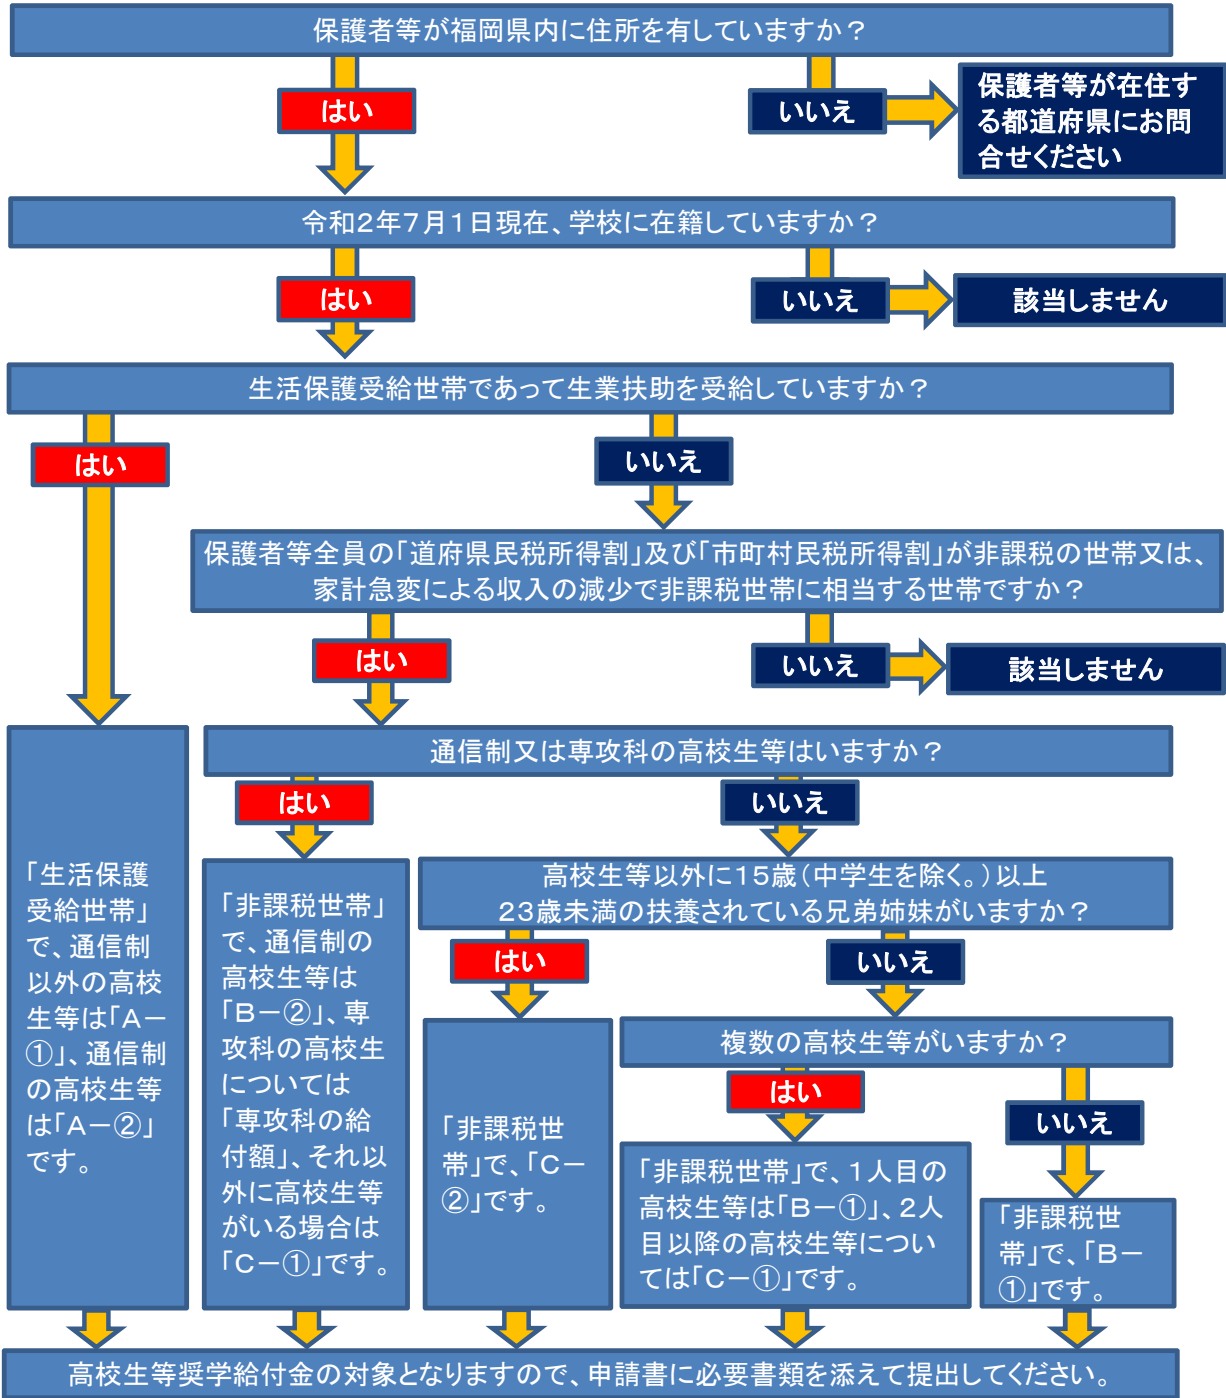 保護者等が福岡県内に住所を有していますか？
はい
いいえ
保護者等が在住す
る都道府県にお問
合せください
令和２年７月１日現在、学校に在籍していますか？
はい
いいえ
該当しません
生活保護受給世帯であって生業扶助を受給していますか？
はい
いいえ
保護者等全員の「道府県民税所得割」及び「市町村民税所得割」が非課税の世帯又は、
家計急変による収入の減少で非課税世帯に相当する世帯ですか？
はい
いいえ
該当しません
通信制又は専攻科の高校生等はいますか？
はい
いいえ
高校生等以外に１５歳（中学生を除く。）以上
２３歳未満の扶養されている兄弟姉妹がいますか？
はい
いいえ
複数の高校生等がいますか？
はい
いいえ
「生活保護
受給世帯」
で、通信制
以外の高校
生等は「Ａ－
①」、通信制
の高校生等
は「Ａ－②」
です。
「非課税世帯」
で、通信制の
高校生等は
「Ｂ－②」、専
攻科の高校生
については
「専攻科の給
付額」、それ以
外に高校生等
がいる場合は
「Ｃ－①」です。
「非課税世
帯」で、「Ｃ－
②」です。
「非課税世帯」で、１人目の
高校生等は「Ｂ－①」、２人
目以降の高校生等につい
ては「Ｃ－①」です。
「非課税世
帯」で、「Ｂ－
①」です。
高校生等奨学給付金の対象となりますので、申請書に必要書類を添えて提出してください。